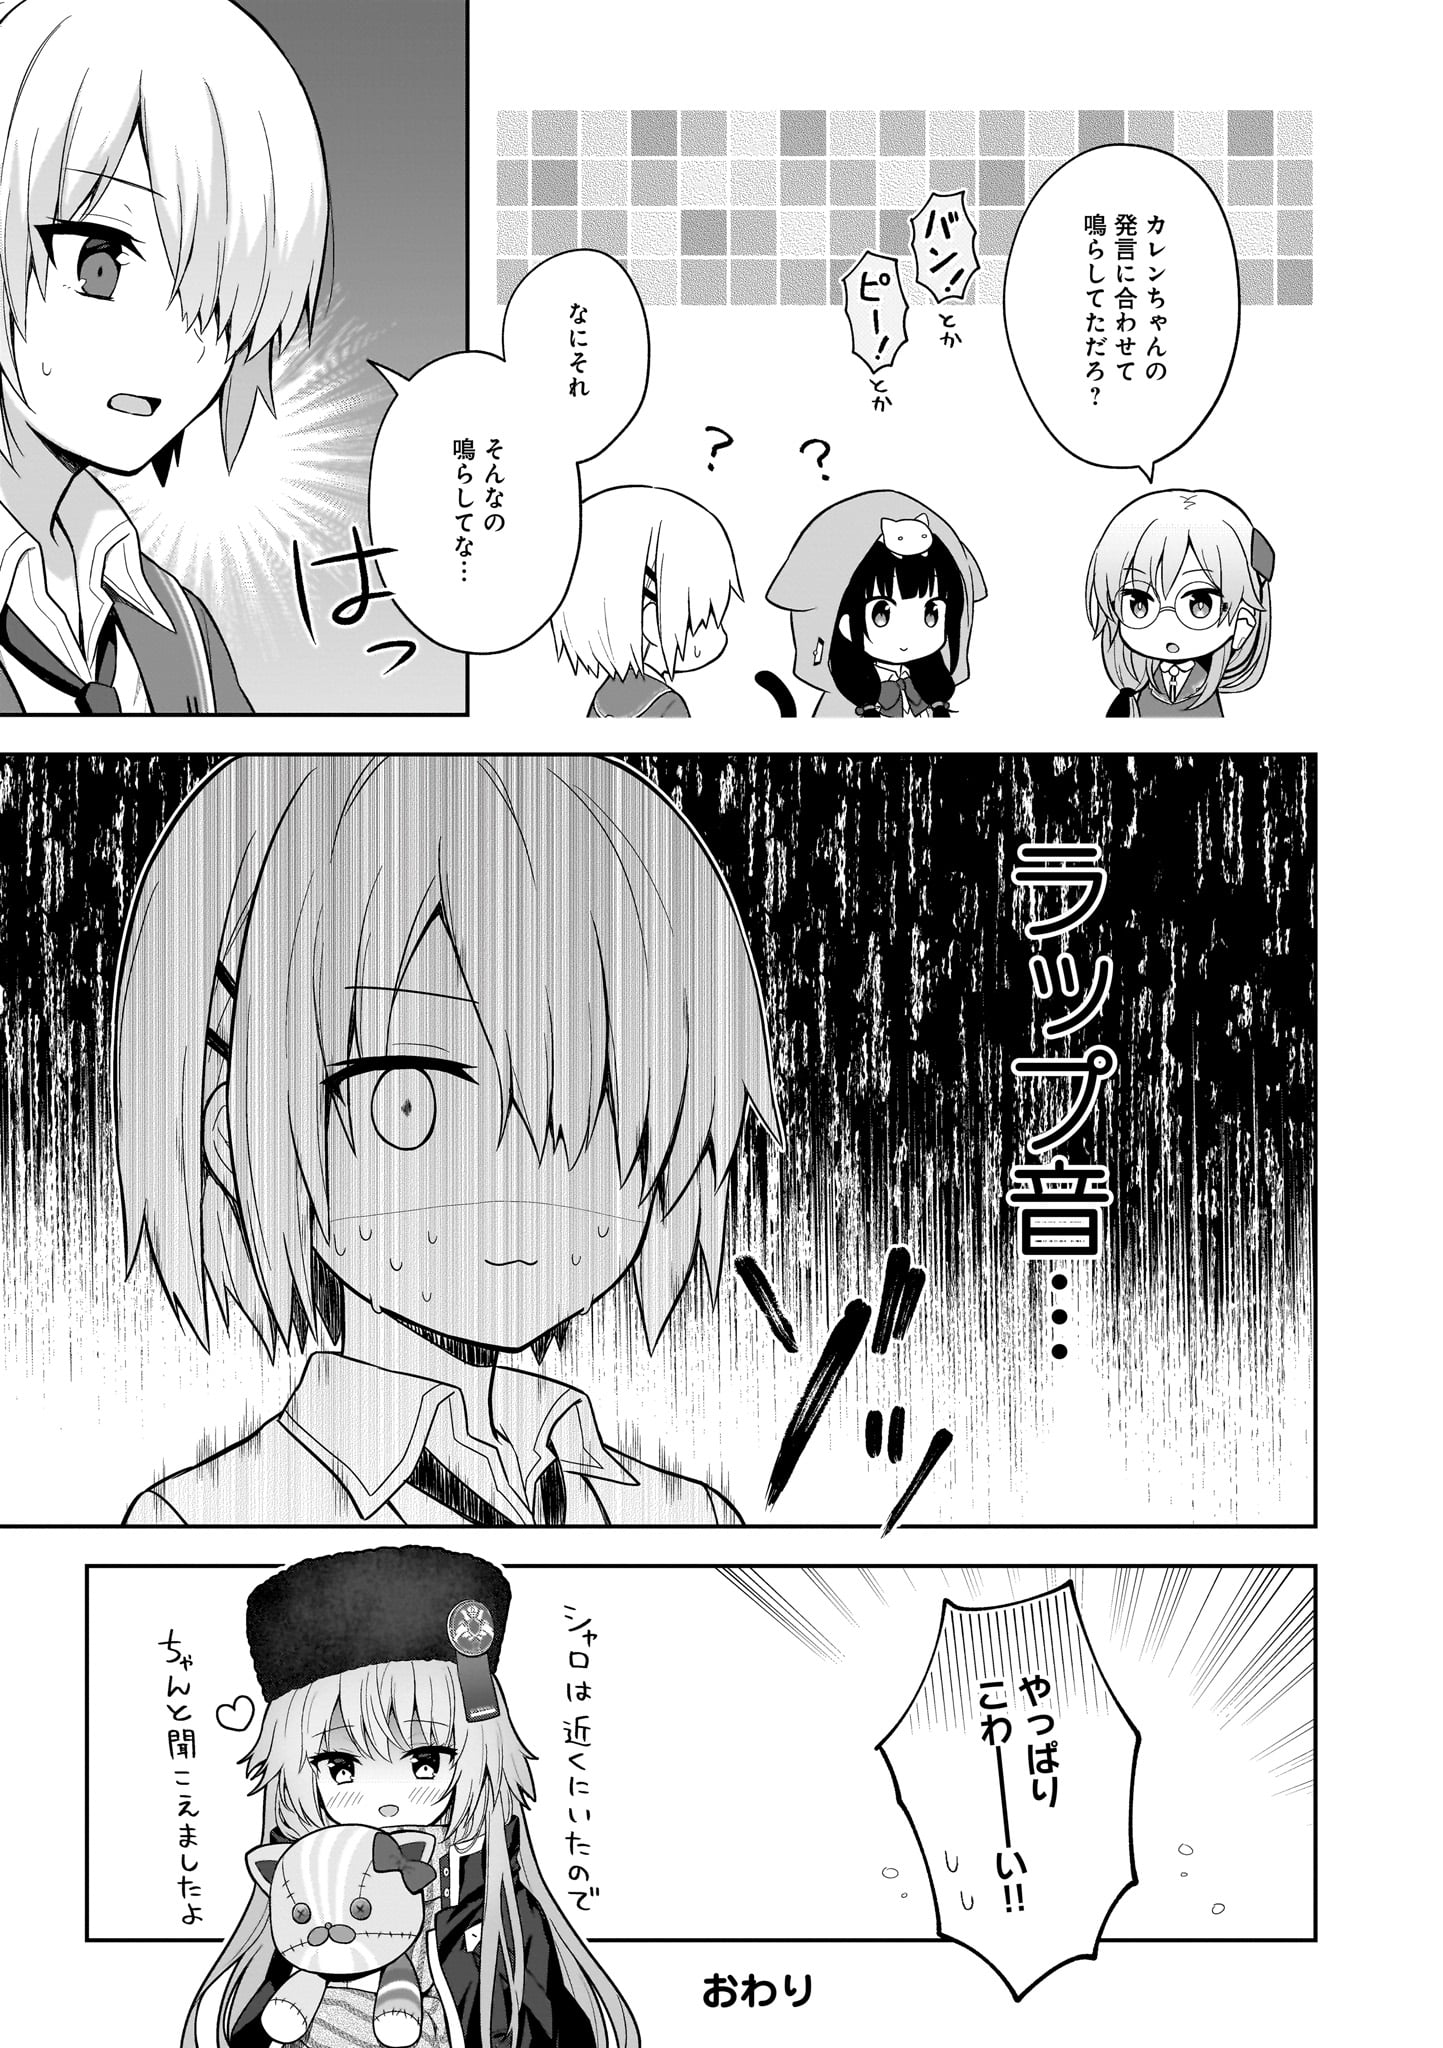 カレンちゃんの
発言に合わせて
鳴らしてただろ？
バン！
とか
ピー！
とか
？
？
なにそれ
そんなの
鳴らしてな…
はっ
ラップ音…
バッ
やっぱり
こわーーい!!
シャロは近くにいたので
ちゃんと聞こえましたよ
おわり